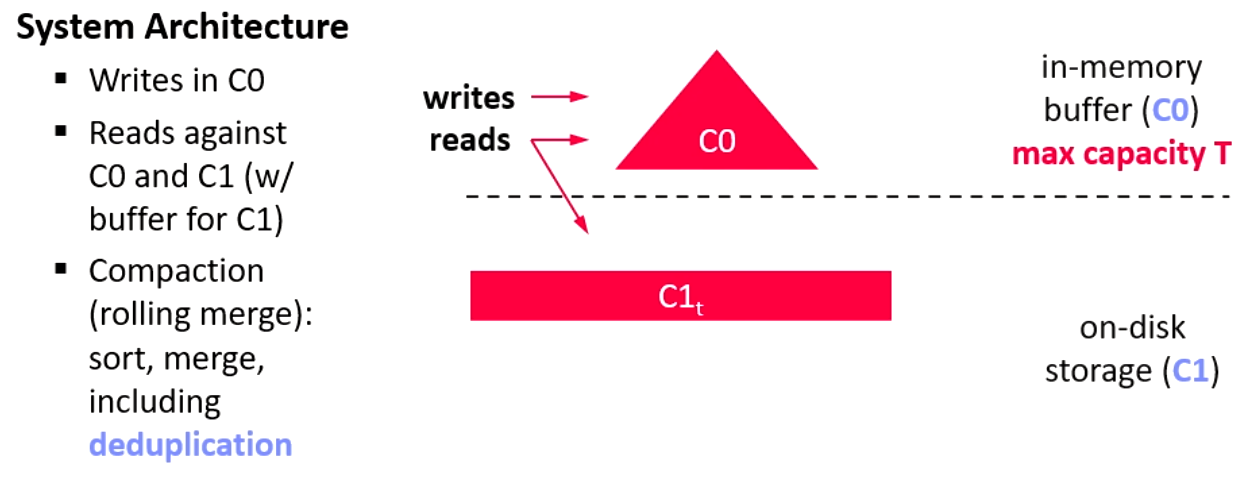 System Architecture
▪ Writes in C0
▪ Reads against
C0 and C1 (w/
buffer for C1)
▪ Compaction
(rolling merge):
sort, merge,
including
deduplication
writes
reads
C0
C1t
in-memory
buffer (C0)
max capacity T
on-disk
storage (C1)